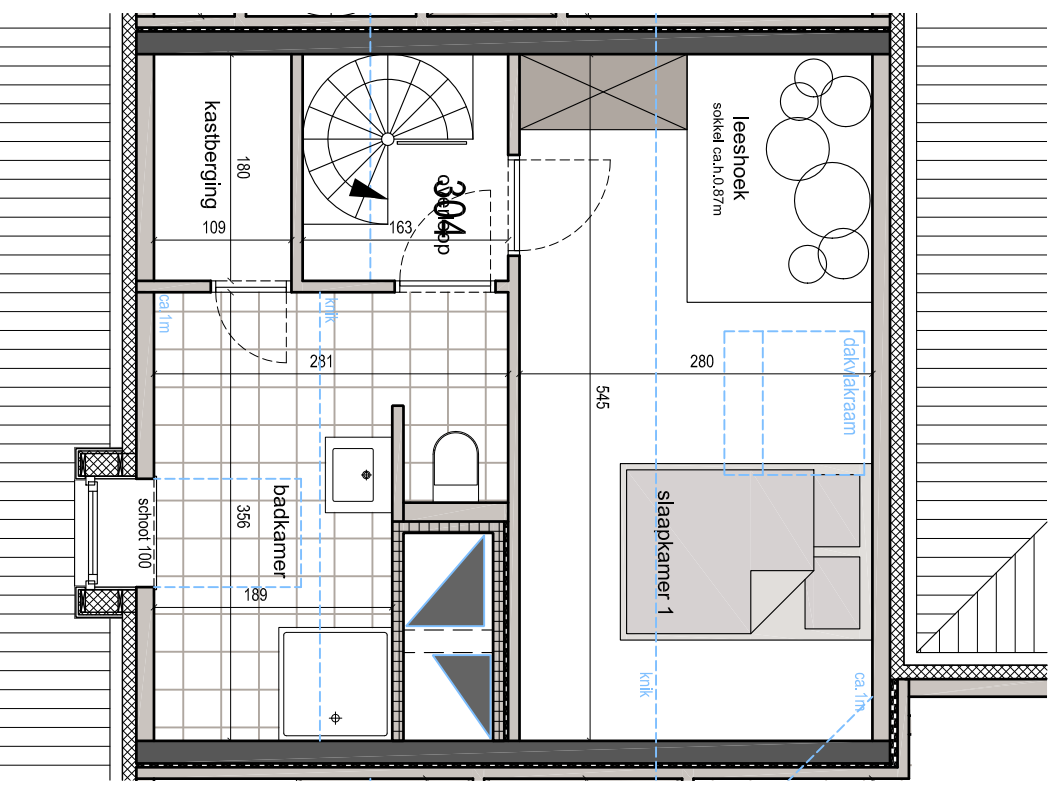 kastberging
180
109
304
overloop
163
leeshoek
sokkel ca.h.0.87m
ca.1m
knik
281
280
545
dakvlakraam
schoot 100
356
badkamer
189
slaapkamer 1
knik
ca.1m